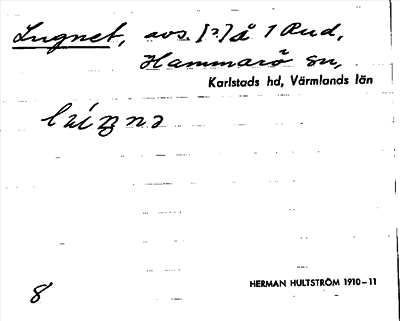 Lugnet, avs. [?] å 1 Rud,
Hammarö sn,
Karlstads hd, Värmlands län
8
HERMAN HULTSTRÖM 1910–11